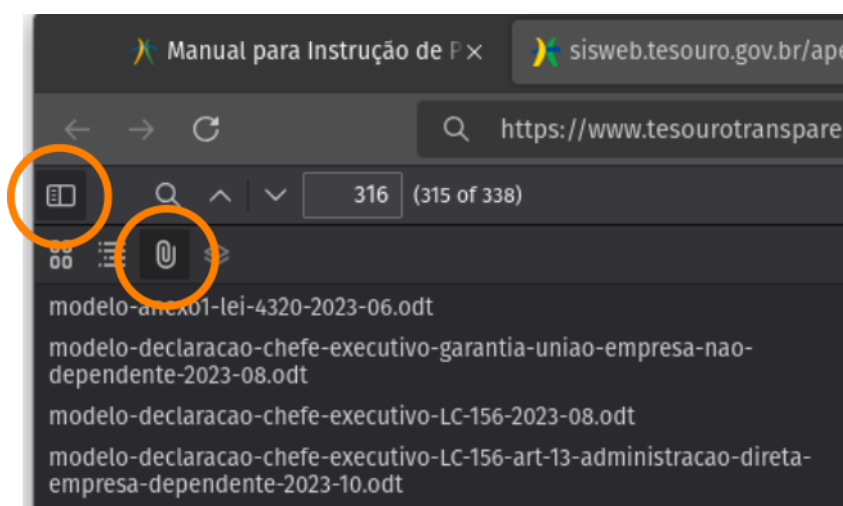 Manual para Instrução de P
sisweb.tesouro.gov.br/ape
https://www.tesourotranspare
316 (315 of 338)
modelo-anexo1-lei-4320-2023-06.odt
modelo-declaracao-chefe-executivo-garantia-uniao-empresa-nao-
dependente-2023-08.odt
modelo-declaracao-chefe-executivo-LC-156-2023-08.odt
modelo-declaracao-chefe-executivo-LC-156-art-13-administracao-direta-
empresa-dependente-2023-10.odt